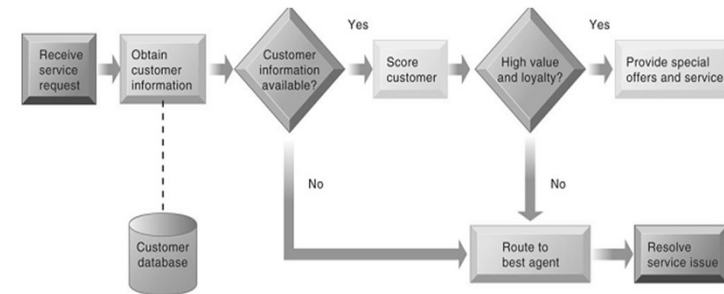 Receive
service
request
Obtain
customer
information
Customer
information
available?
Yes
Score
customer
High value
and loyalty?
Yes
Provide special
offers and service
No
No
Customer
database
Route to
best agent
Resolve
service issue